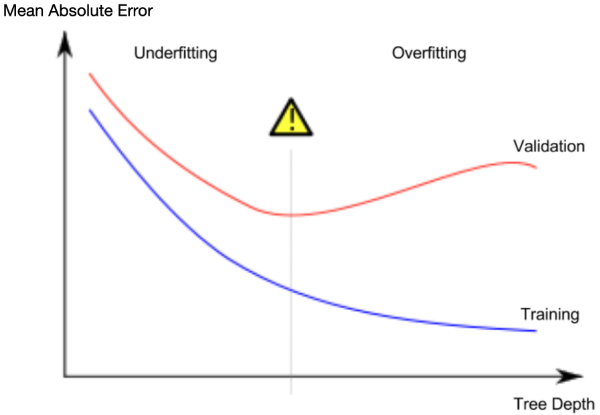 Mean Absolute Error
Underfitting
Overfitting
!
Validation
Training
Tree Depth